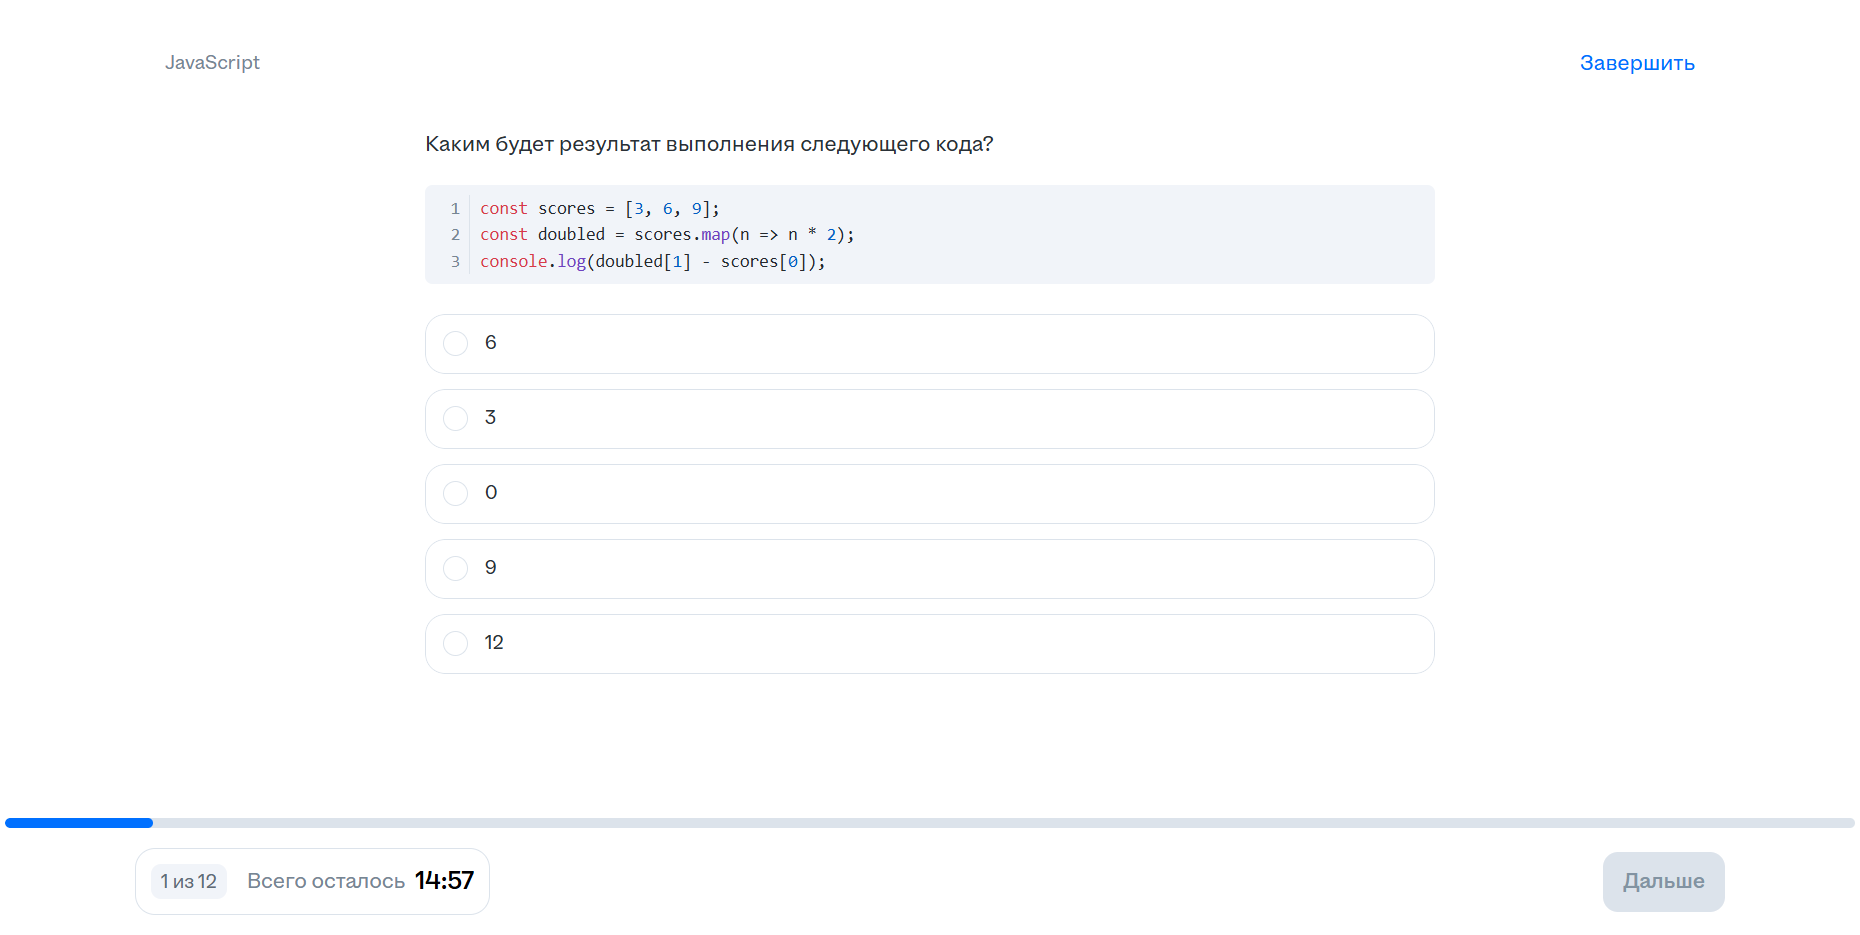 JavaScript
Завершить
Каким будет результат выполнения следующего кода?
1 const scores = [3, 6, 9];
2 const doubled = scores.map(n => n * 2);
3 console.log(doubled[1] - scores[0]);
6
3
0
9
12
1 из 12 Всего осталось 14:57
Дальше